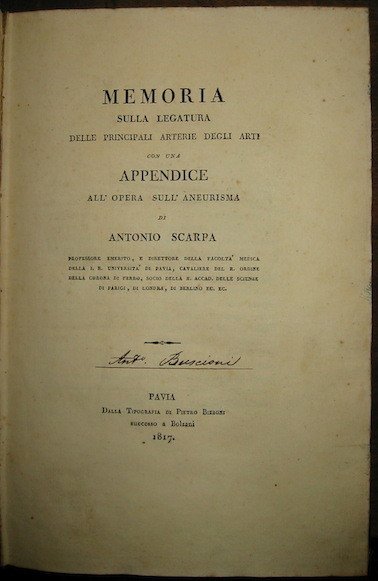 MEMORIA
SULLA LEGATURA
DELLE PRINCIPALI ARTERIE DEGLI ARTI
CON UNA
APPENDICE
ALL' OPERA SULL' ANEURISMA
DI
ANTONIO SCARPA
PROFESSORE EMERITO, E DIRETTORE DELLA FACOLTA' MEDICA
DELLA I. R. UNIVERSITA' DI PAVIA, CAVALIERE DEL R. ORDINE
DELLA CORONA DI FERRO, SOCIO DELLA R. ACCAD. DELLE SCIENZE
DI PARIGI, DI LONDRA, DI BERLINO EC. EC.
Ant.o Buscioni
PAVIA
DALLA TIPOGRAFIA DI PIETRO BIZZONI
successo a Bolzani
1817.